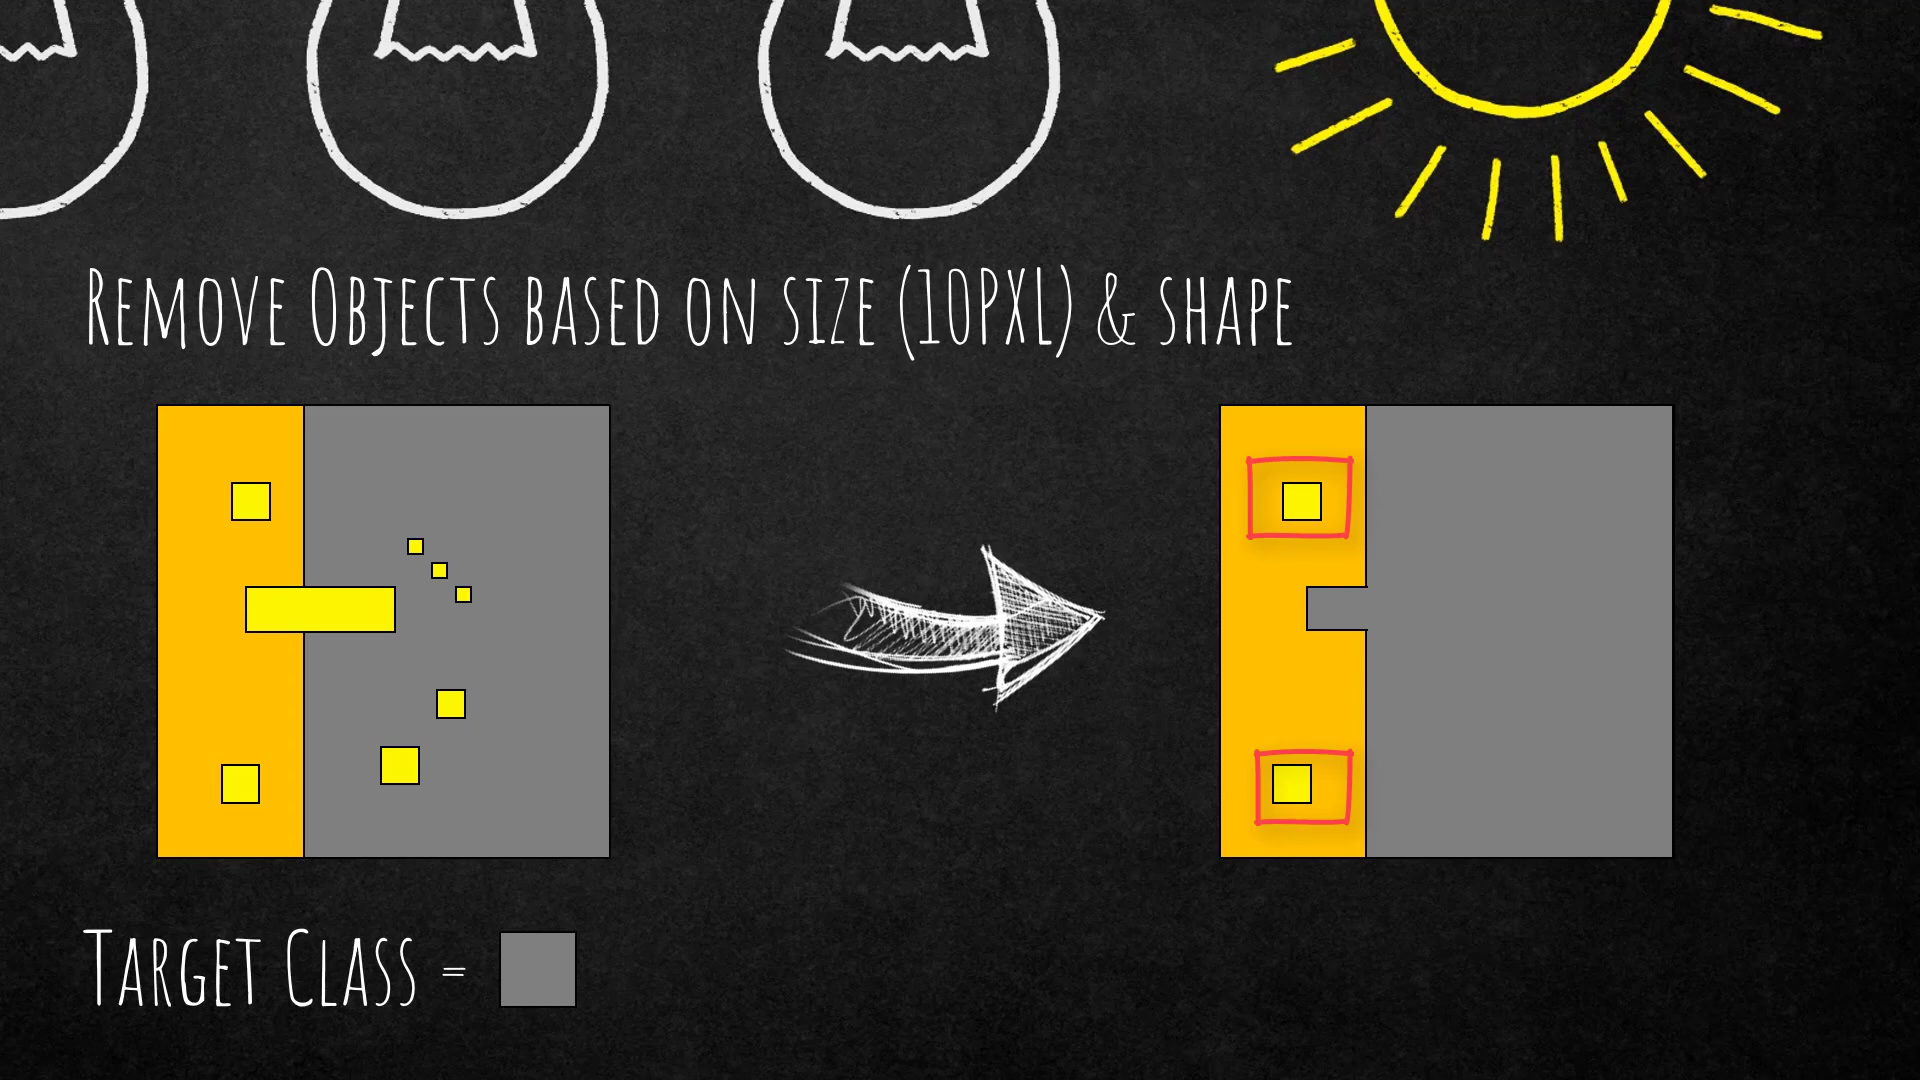 Remove Objects based on size (10pxl) & shape
Target Class =